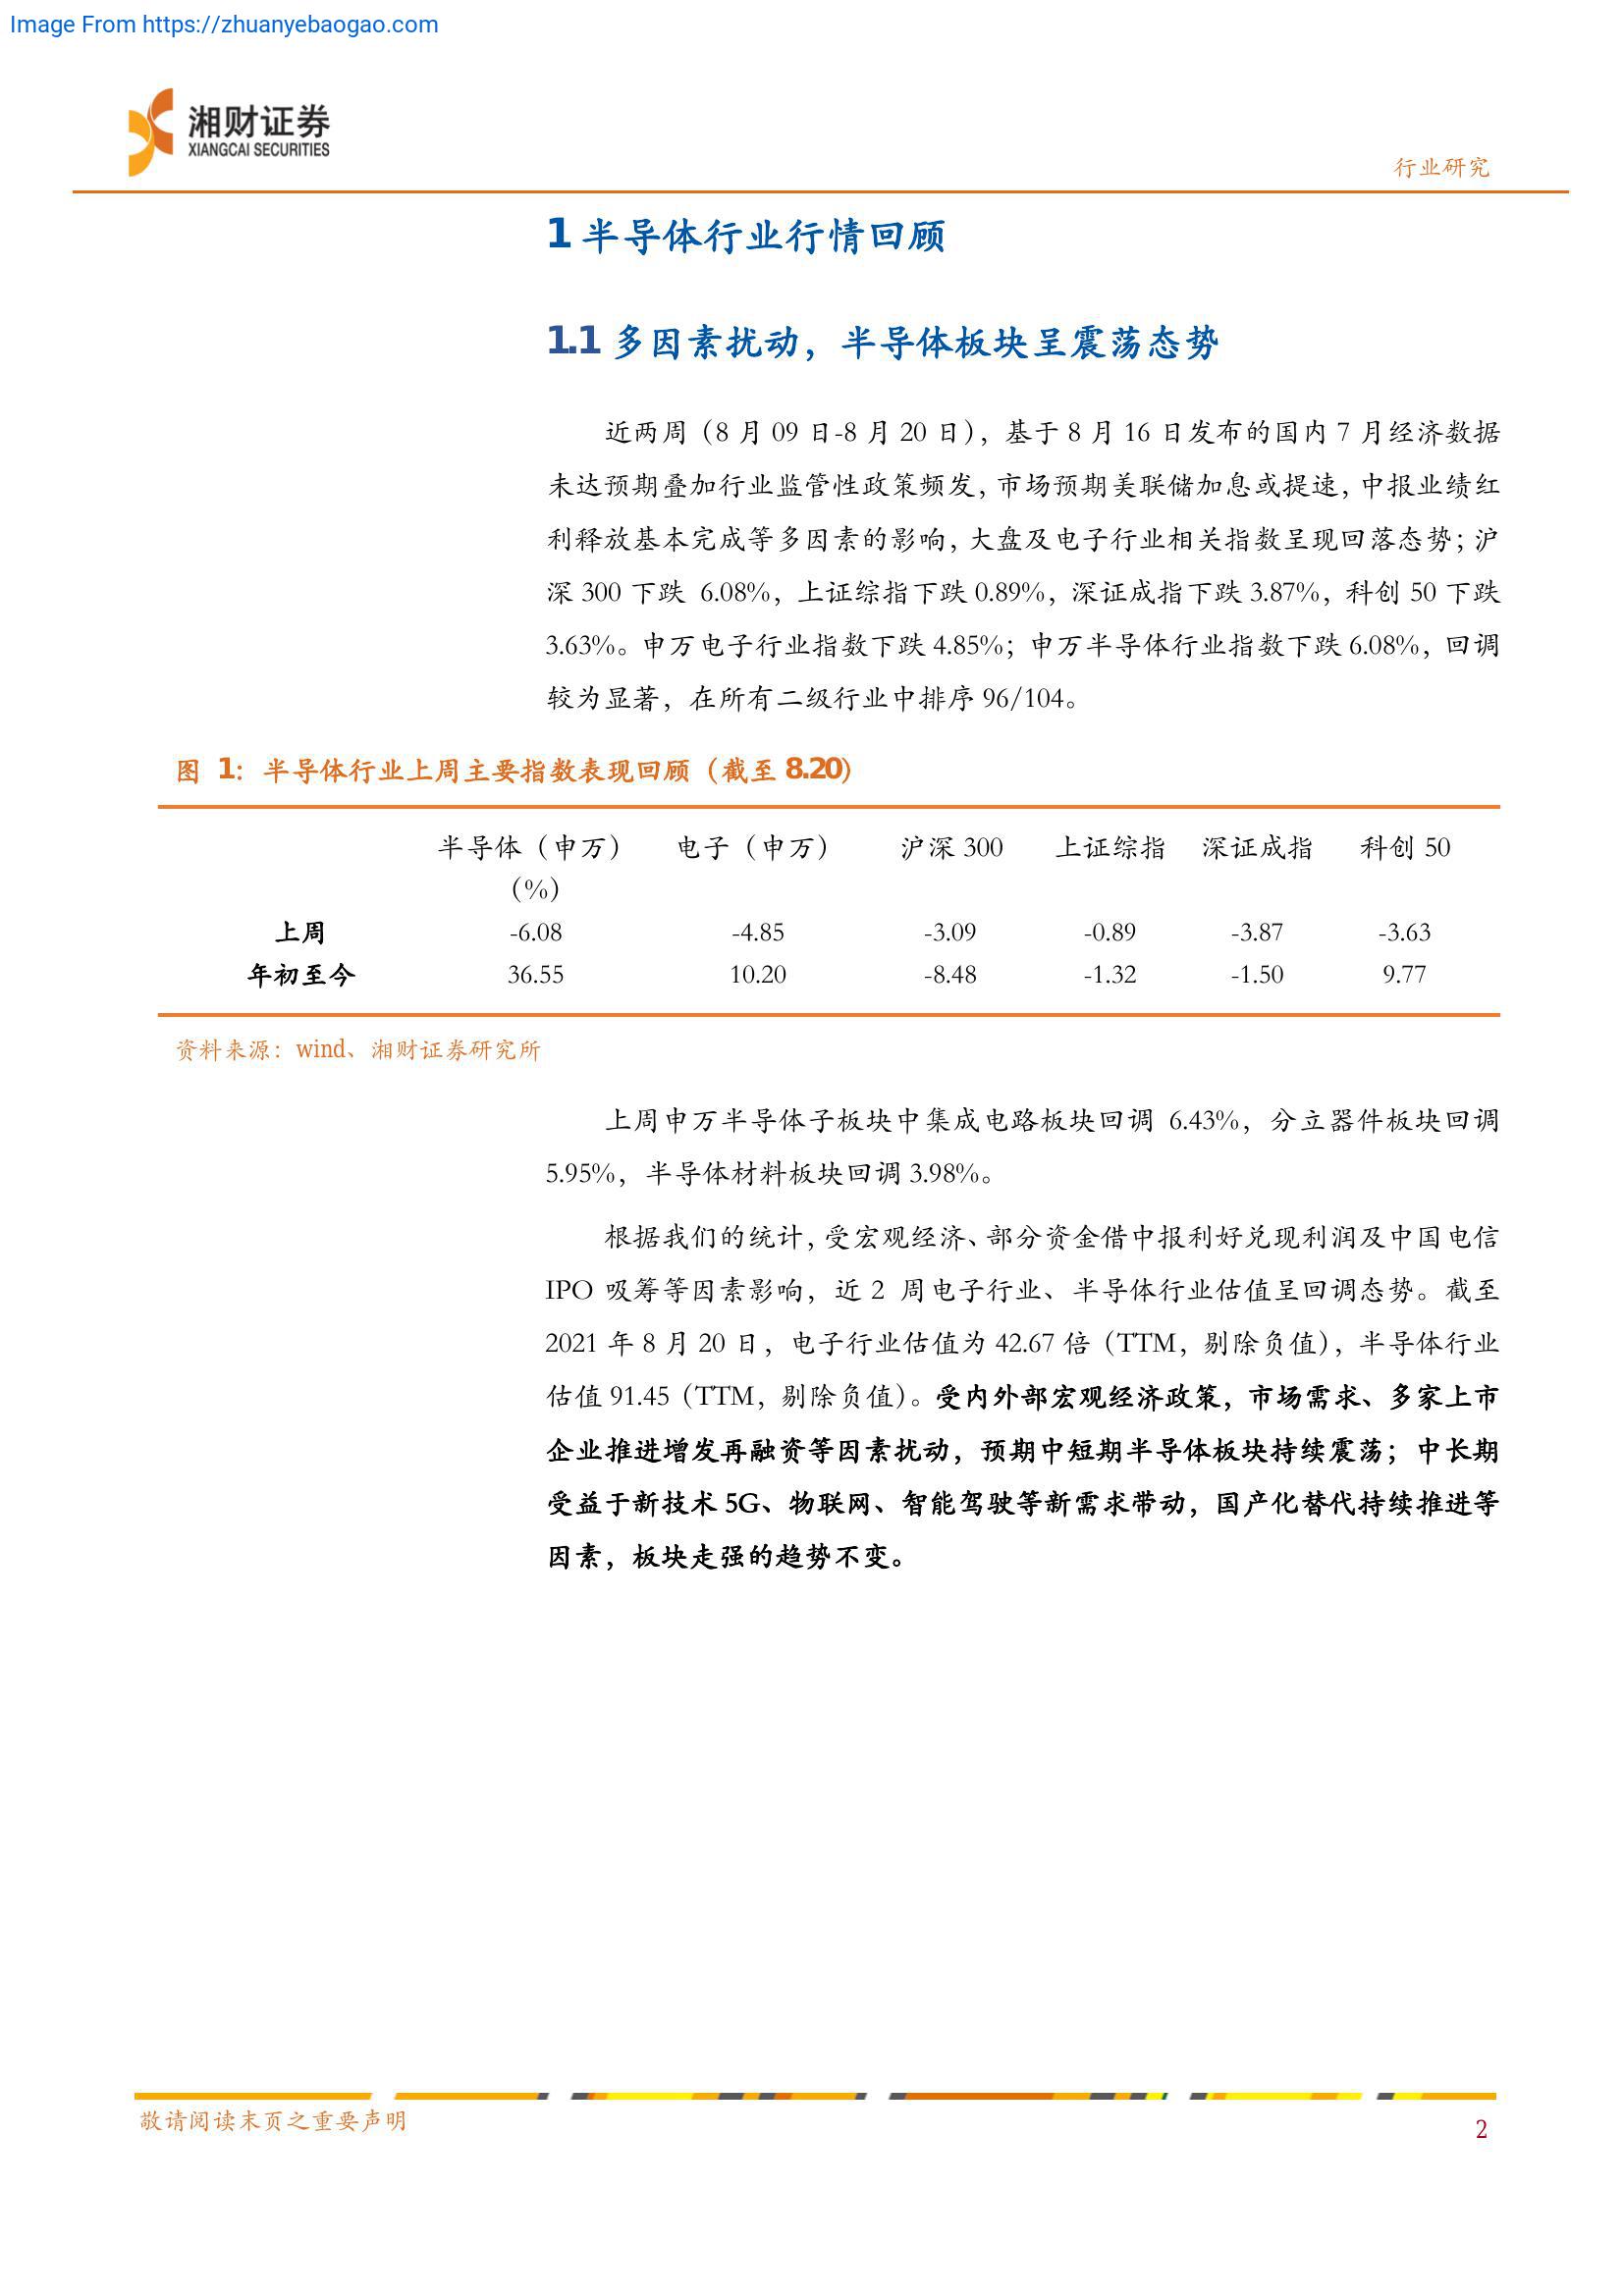 Image From https://zhuanyebaogao.com
湘财证券
XIANGCAI SECURITIES
行业研究
1 半导体行业行情回顾
1.1 多因素扰动，半导体板块呈震荡态势
近两周（8 月 09 日-8 月 20 日），基于 8 月 16 日发布的国内 7 月经济数据
未达预期叠加行业监管性政策频发，市场预期美联储加息或提速，中报业绩红
利释放基本完成等多因素的影响，大盘及电子行业相关指数呈现回落态势；沪
深 300 下跌 6.08%，上证综指下跌 0.89%，深证成指下跌 3.87%，科创 50 下跌
3.63%。申万电子行业指数下跌 4.85%；申万半导体行业指数下跌 6.08%，回调
较为显著，在所有二级行业中排序 96/104。
图 1：半导体行业上周主要指数表现回顾（截至 8.20）
半导体（申万） 电子（申万） 沪深 300 上证综指 深证成指 科创 50
（%）
上周 -6.08 -4.85 -3.09 -0.89 -3.87 -3.63
年初至今 36.55 10.20 -8.48 -1.32 -1.50 9.77
资料来源：wind、湘财证券研究所
上周申万半导体子板块中集成电路板块回调 6.43%，分立器件板块回调
5.95%，半导体材料板块回调 3.98%。
根据我们的统计，受宏观经济、部分资金借中报利好兑现利润及中国电信
IPO 吸筹等因素影响，近 2 周电子行业、半导体行业估值呈回调态势。截至
2021 年 8 月 20 日，电子行业估值为 42.67 倍（TTM，剔除负值），半导体行业
估值 91.45（TTM，剔除负值）。受内外部宏观经济政策，市场需求、多家上市
企业推进增发再融资等因素扰动，预期中短期半导体板块持续震荡；中长期
受益于新技术 5G、物联网、智能驾驶等新需求带动，国产化替代持续推进等
因素，板块走强的趋势不变。
敬请阅读末页之重要声明
2